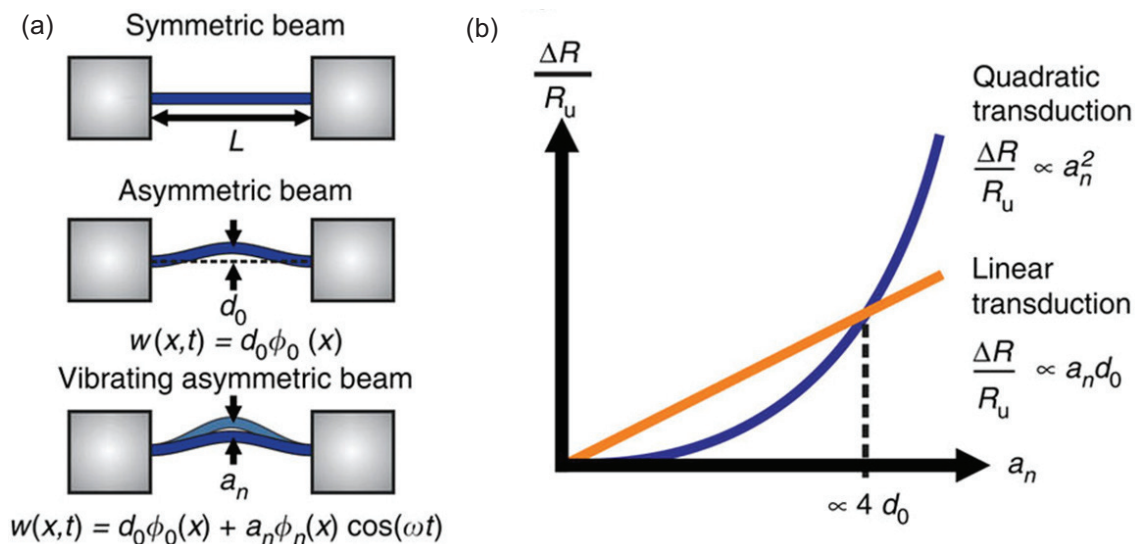 (a)
Symmetric beam
L
Asymmetric beam
d₀
w(x,t) = d₀ϕ₀ (x)
Vibrating asymmetric beam
aₙ
w(x,t) = d₀ϕ₀(x) + aₙϕₙ(x) cos(ωt)
(b)
ΔR
Rᵤ
Quadratic
transduction
ΔR
Rᵤ
∝ aₙ²
Linear
transduction
ΔR
Rᵤ
∝ aₙd₀
aₙ
∝ 4 d₀